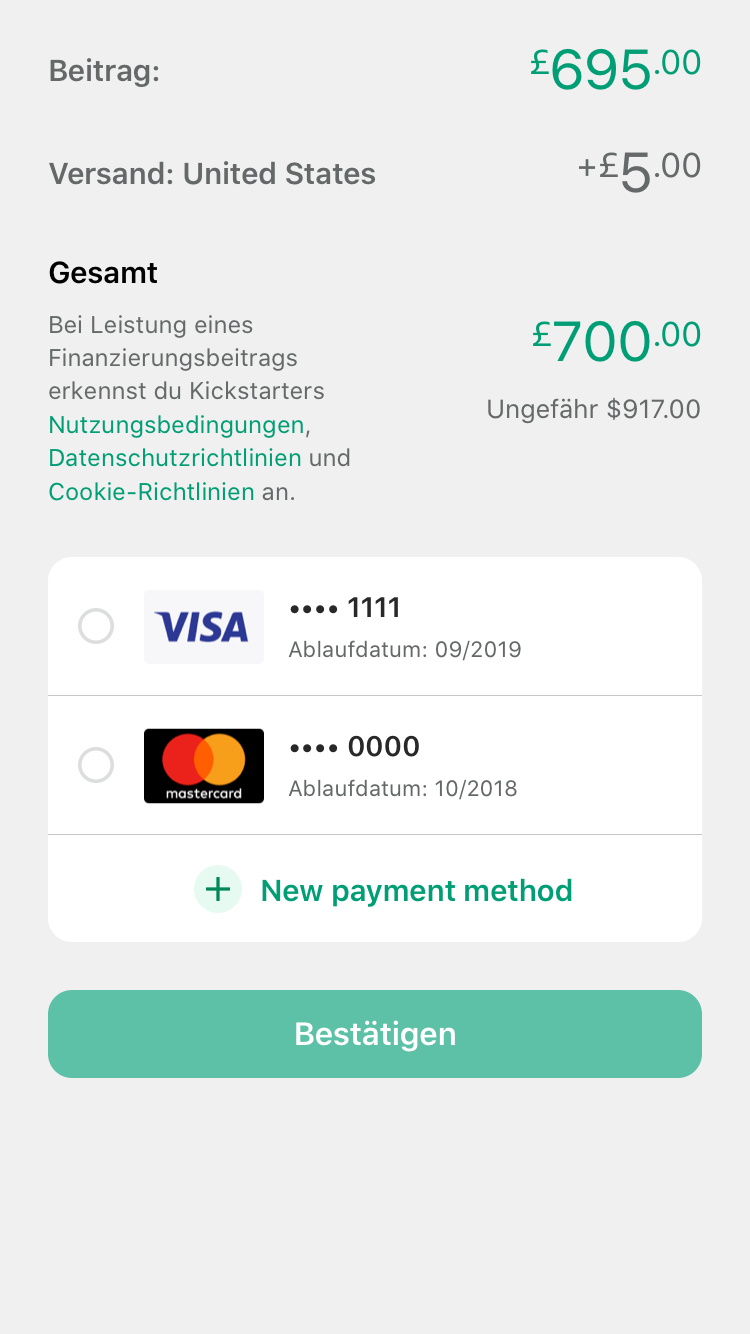 Beitrag: £695.00
Versand: United States +£5.00
Gesamt
Bei Leistung eines
Finanzierungsbeitrags
erkennst du Kickstarters
Nutzungsbedingungen,
Datenschutzrichtlinien und
Cookie-Richtlinien an.
£700.00
Ungefähr $917.00
VISA
•••• 1111
Ablaufdatum: 09/2019
mastercard
•••• 0000
Ablaufdatum: 10/2018
+ New payment method
Bestätigen